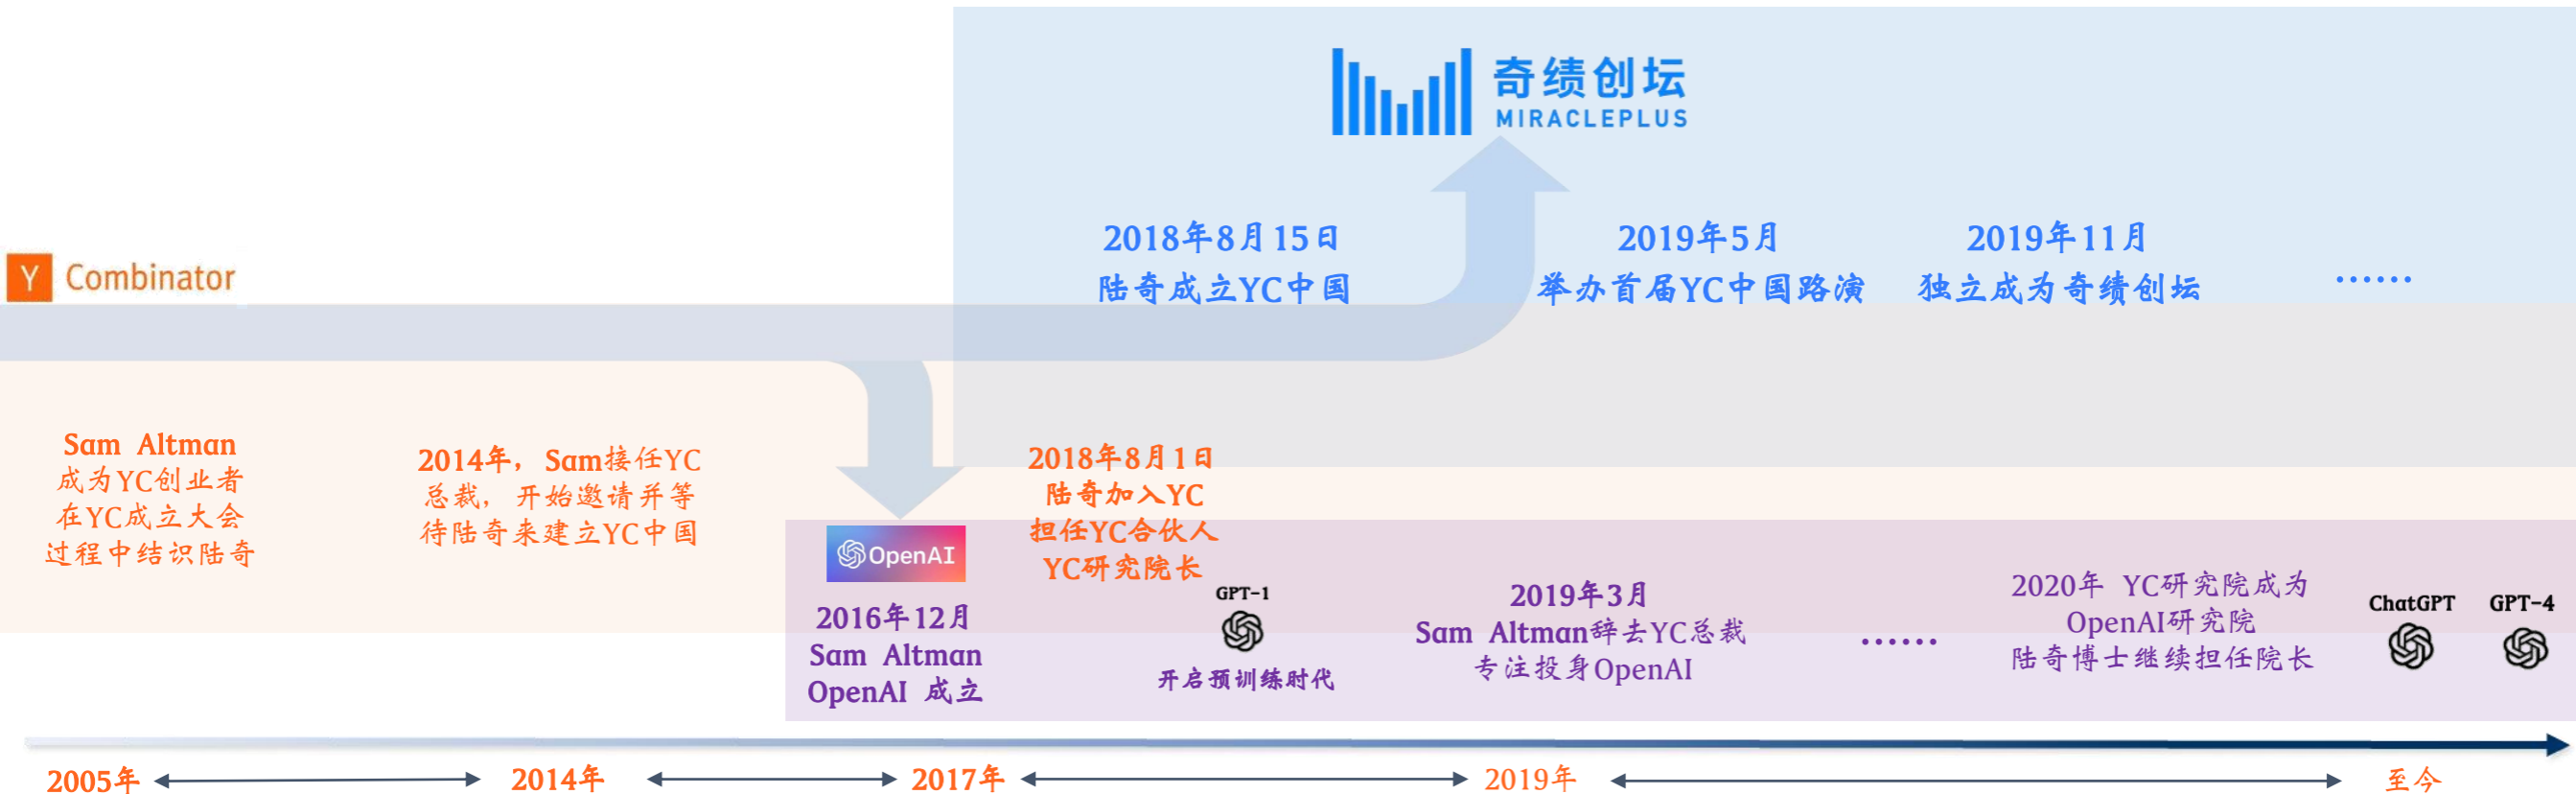 奇绩创坛
MIRACLEPLUS
2018年8月15日
陆奇成立YC中国
2019年5月
举办首届YC中国路演
2019年11月
独立成为奇绩创坛
……
Y Combinator
Sam Altman
成为YC创业者
在YC成立大会
过程中结识陆奇
2014年，Sam接任YC
总裁，开始邀请并等
待陆奇来建立YC中国
2018年8月1日
陆奇加入YC
担任YC合伙人
YC研究院长
OpenAI
2016年12月
Sam Altman
OpenAI 成立
GPT-1
开启预训练时代
2019年3月
Sam Altman辞去YC总裁
专注投身OpenAI
……
2020年 YC研究院成为
OpenAI研究院
陆奇博士继续担任院长
ChatGPT
GPT-4
2005年
2014年
2017年
2019年
至今